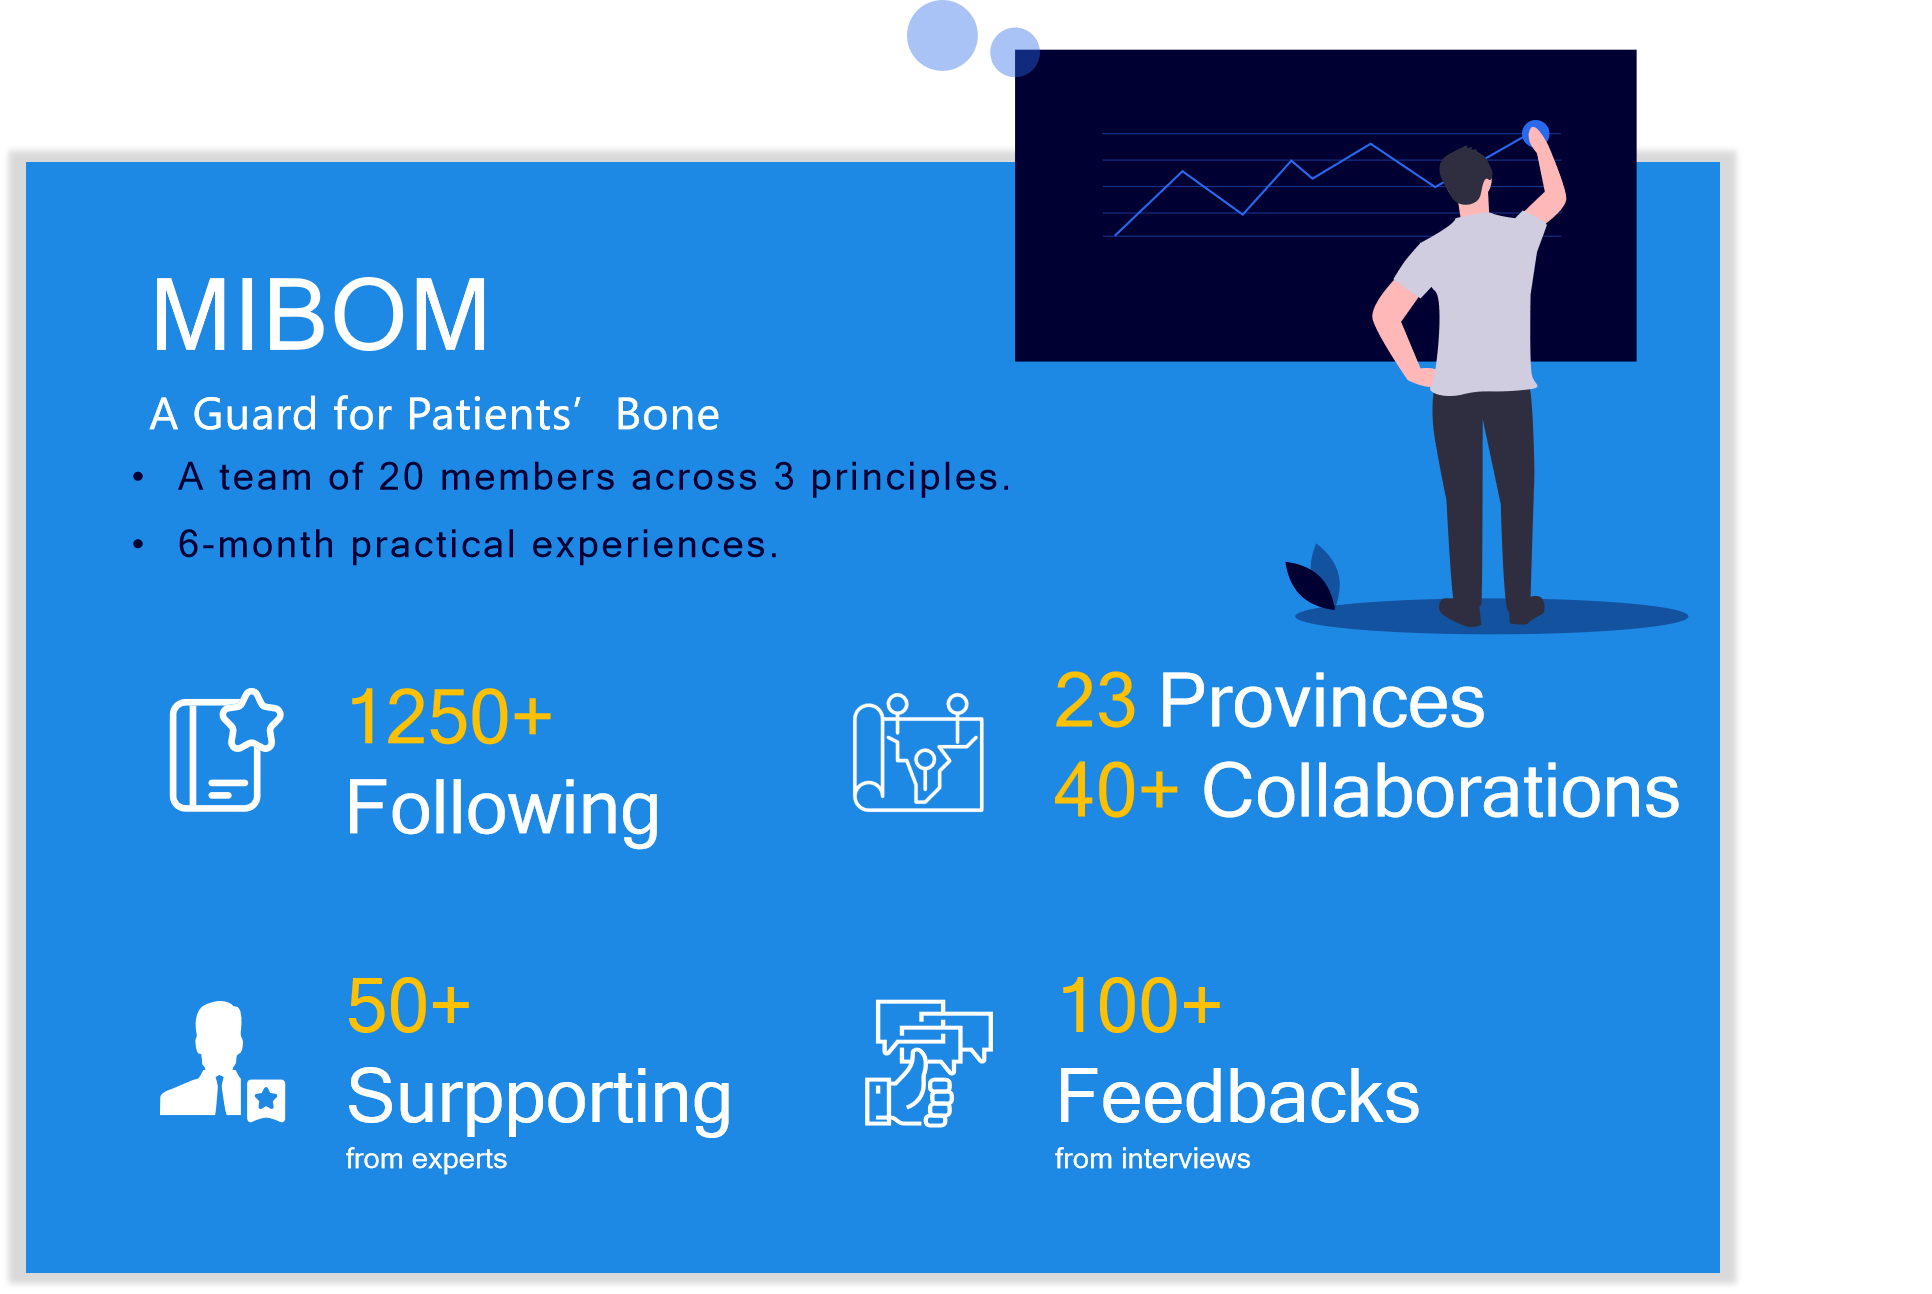 MIBOM
A Guard for Patients’ Bone
• A team of 20 members across 3 principles.
• 6-month practical experiences.
1250+
Following
23 Provinces
40+ Collaborations
50+
Surpporting
from experts
100+
Feedbacks
from interviews